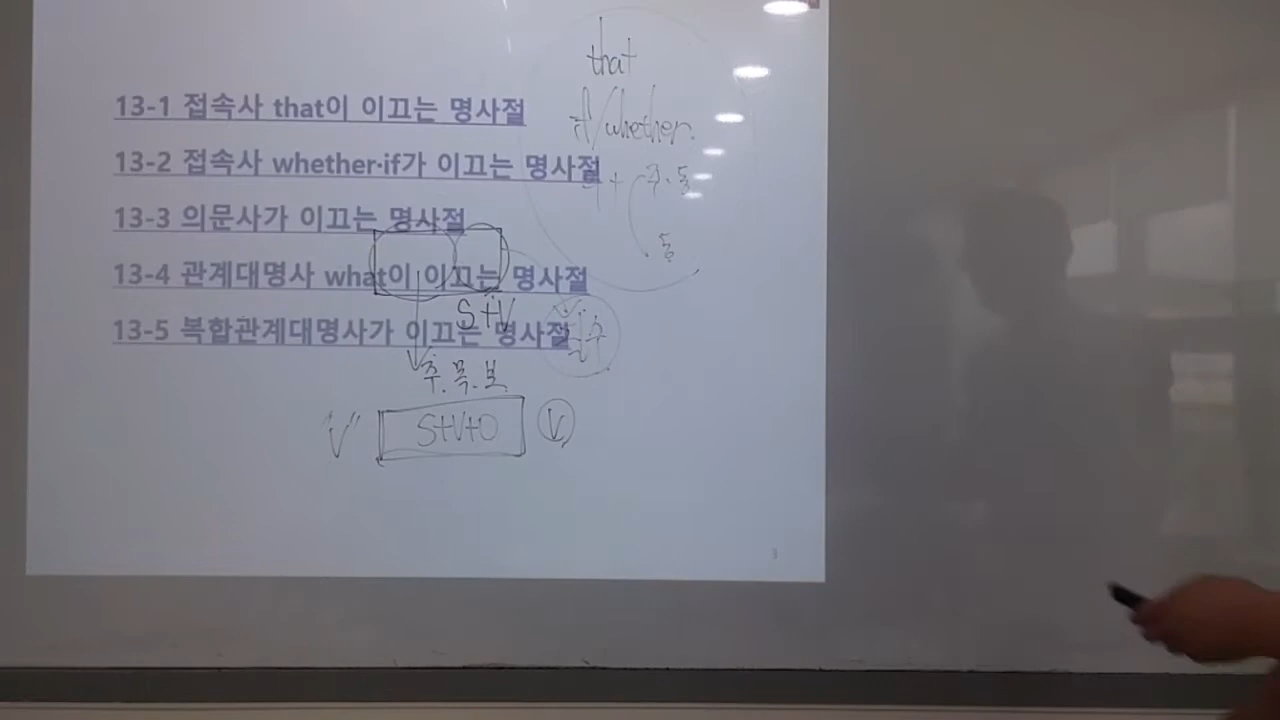 that
13-1 접속사 that이 이끄는 명사절
if/whether.
13-2 접속사 whether·if가 이끄는 명사절
+ 주.동
13-3 의문사가 이끄는 명사절
동
13-4 관계대명사 what이 이끄는 명사절
S+V
13-5 복합관계대명사가 이끄는 명사절
주.목.보
"V" S+V+O V